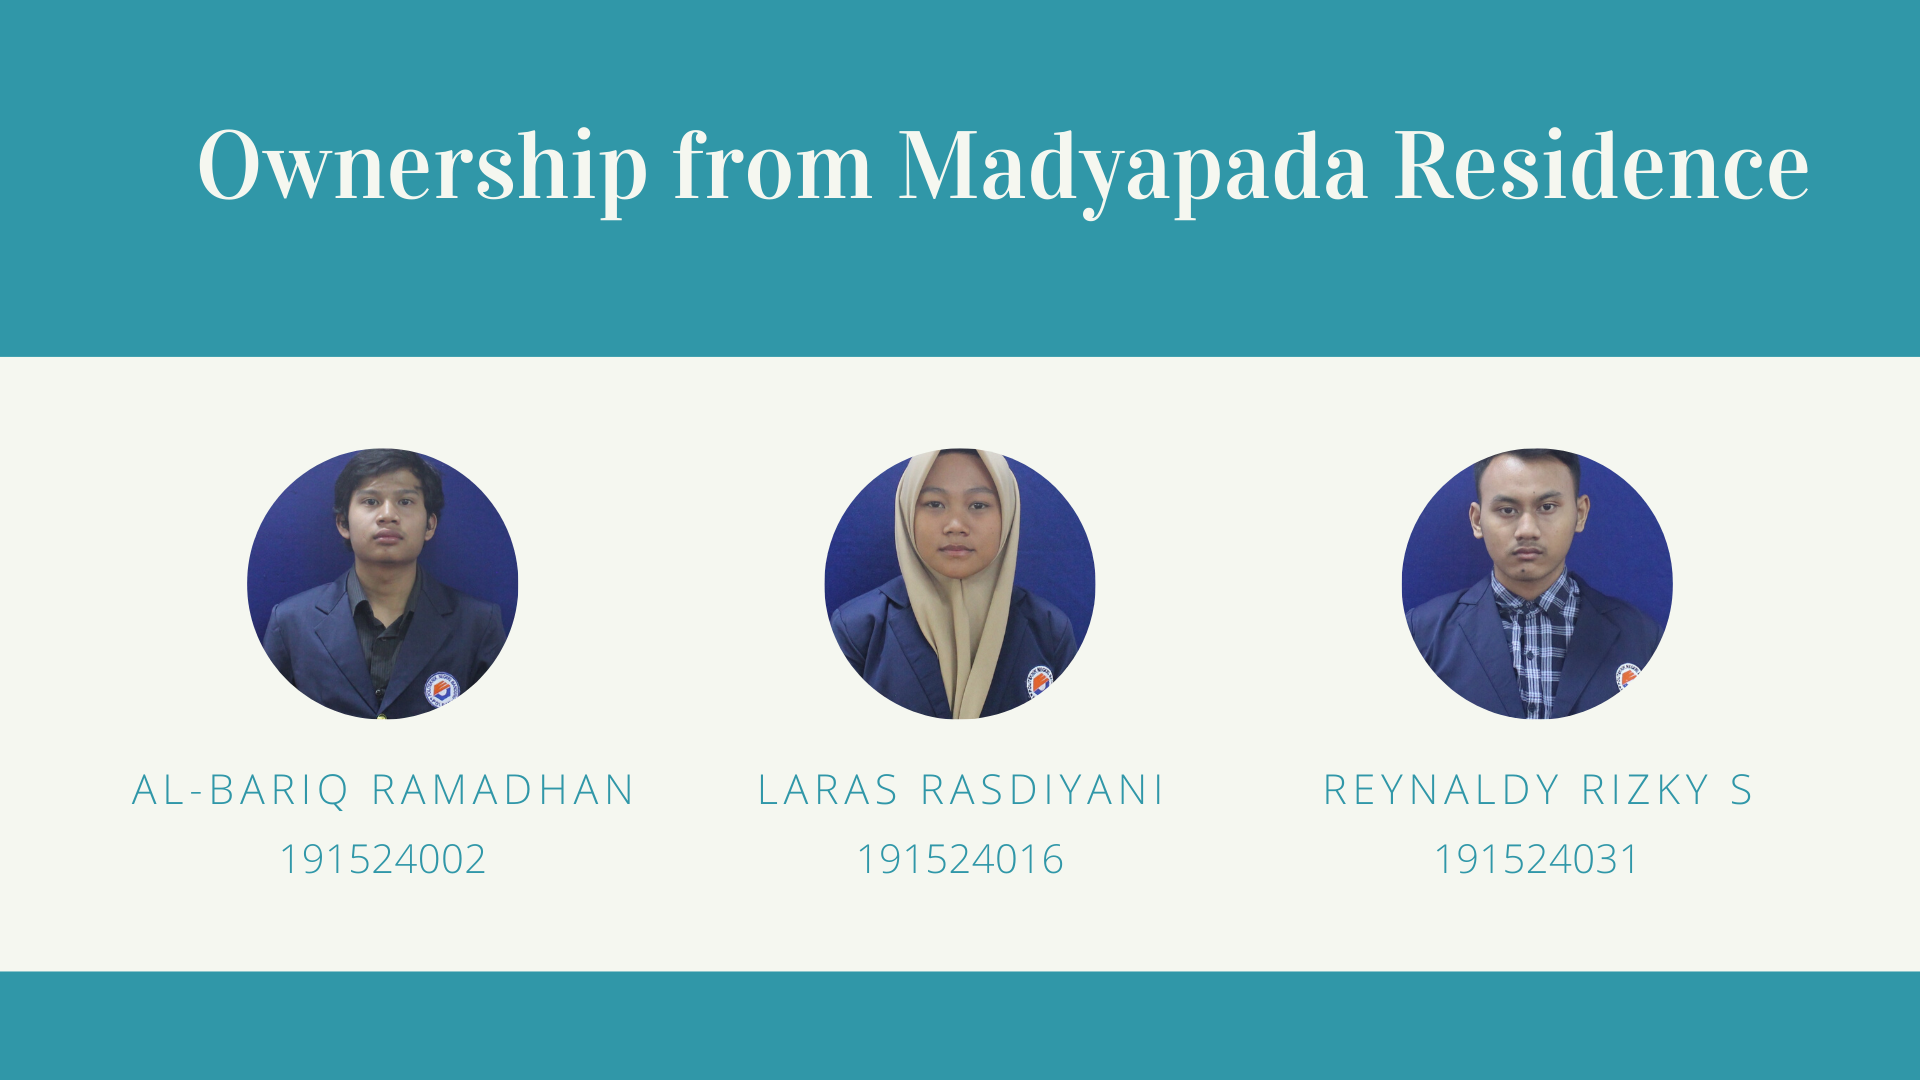 Ownership from Madyapada Residence
AL-BARIQ RAMADHAN
191524002
LARAS RASDIYANI
191524016
REYNALDY RIZKY S
191524031